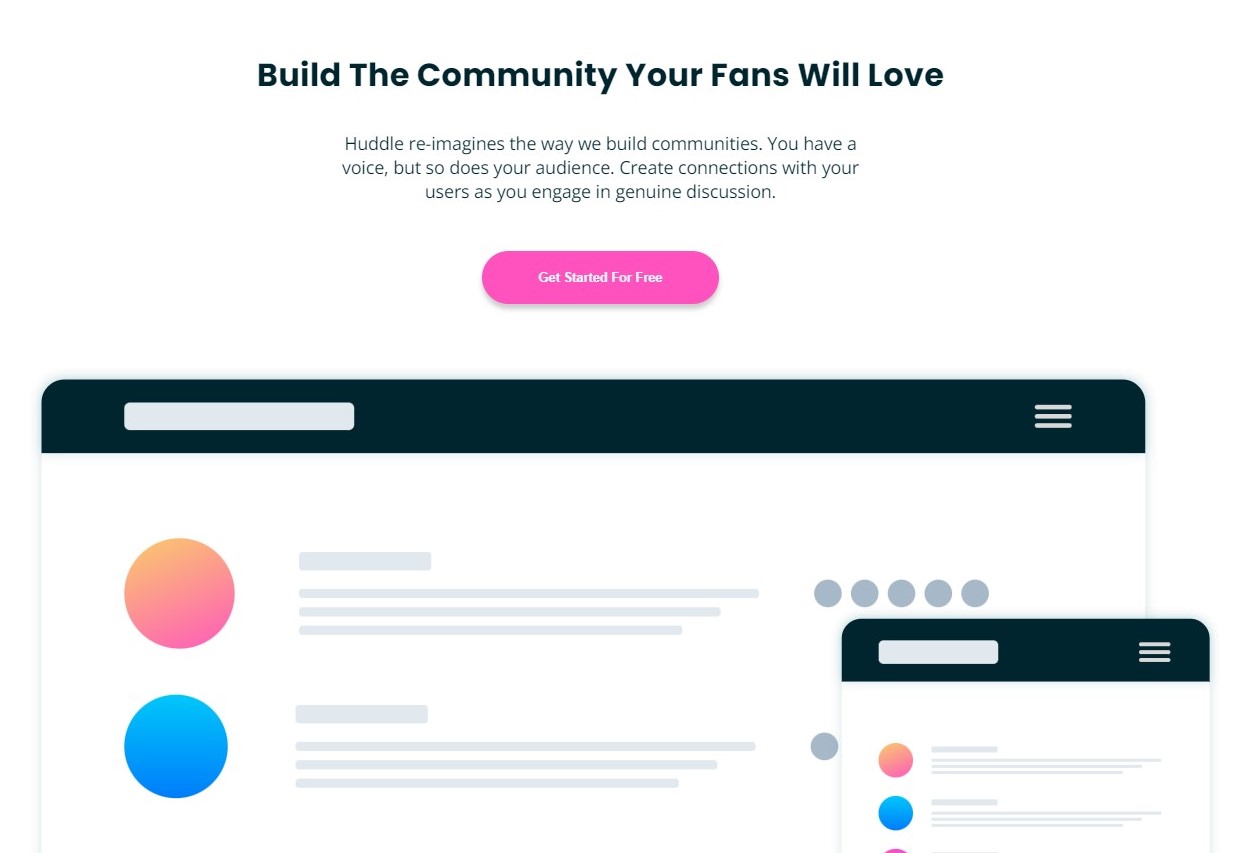 Build The Community Your Fans Will Love
Huddle re-imagines the way we build communities. You have a
voice, but so does your audience. Create connections with your
users as you engage in genuine discussion.
Get Started For Free